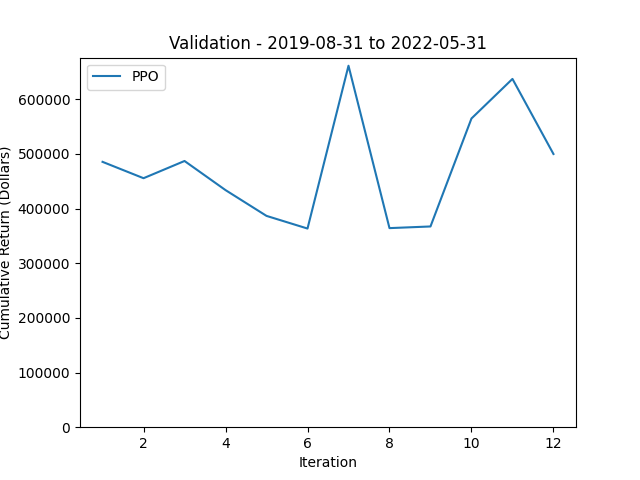 Validation - 2019-08-31 to 2022-05-31
PPO
600000
500000
400000
300000
200000
100000
0
Cumulative Return (Dollars)
2 4 6 8 10 12
Iteration